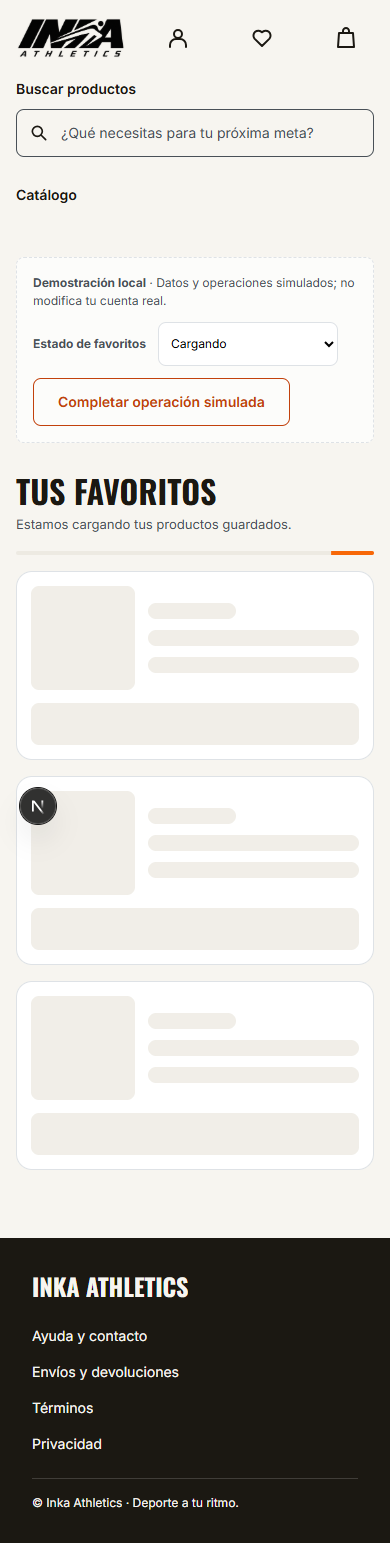 INKA
ATHLETICS
Buscar productos
¿Qué necesitas para tu próxima meta?
Catálogo
Demostración local · Datos y operaciones simulados; no
modifica tu cuenta real.
Estado de favoritos
Cargando
Completar operación simulada
TUS FAVORITOS
Estamos cargando tus productos guardados.
N
INKA ATHLETICS
Ayuda y contacto
Envíos y devoluciones
Términos
Privacidad
© Inka Athletics · Deporte a tu ritmo.